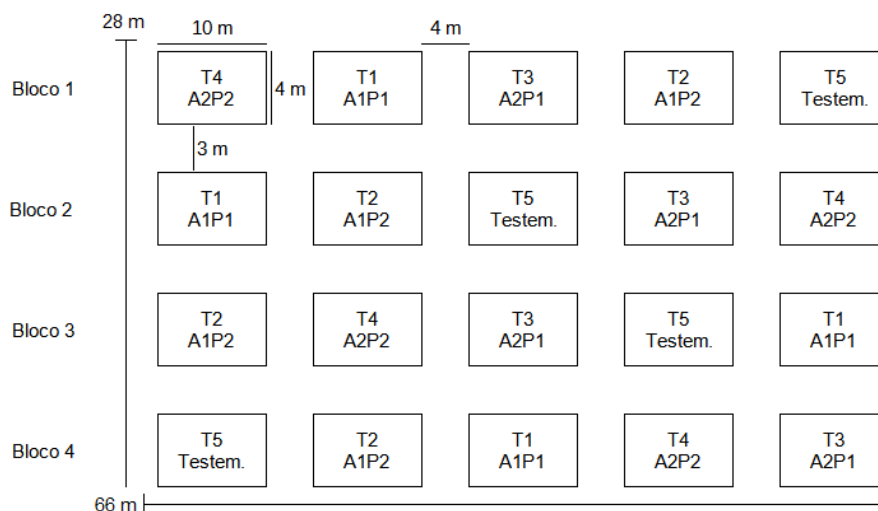 28 m
10 m
4 m
Bloco 1
T4
A2P2
4 m
T1
A1P1
T3
A2P1
T2
A1P2
T5
Testem.
3 m
Bloco 2
T1
A1P1
T2
A1P2
T5
Testem.
T3
A2P1
T4
A2P2
Bloco 3
T2
A1P2
T4
A2P2
T3
A2P1
T5
Testem.
T1
A1P1
Bloco 4
T5
Testem.
T2
A1P2
T1
A1P1
T4
A2P2
T3
A2P1
66 m